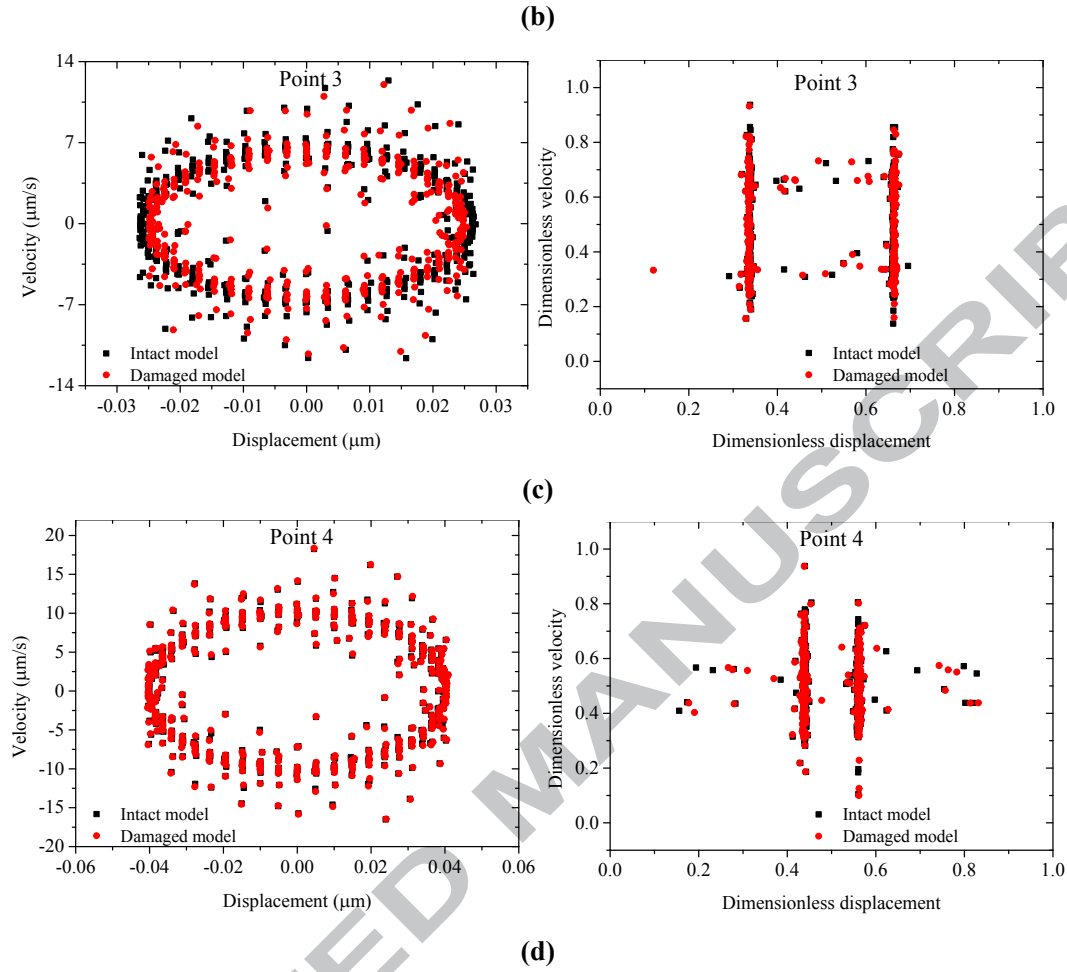 (b)
Point 3
14
7
0
-7
-14
Velocity (μm/s)
Intact model
Damaged model
-0.03 -0.02 -0.01 0.00 0.01 0.02 0.03
Displacement (μm)
Point 3
1.0
0.8
0.6
0.4
0.2
0.0
Dimensionless velocity
Intact model
Damaged model
0.0 0.2 0.4 0.6 0.8 1.0
Dimensionless displacement
(c)
Point 4
20
15
10
5
0
-5
-10
-15
-20
Velocity (μm/s)
Intact model
Damaged model
-0.06 -0.04 -0.02 0.00 0.02 0.04 0.06
Displacement (μm)
Point 4
1.0
0.8
0.6
0.4
0.2
0.0
Dimensionless velocity
Intact model
Damaged model
0.0 0.2 0.4 0.6 0.8 1.0
Dimensionless displacement
(d)
ED MANUSCRIP